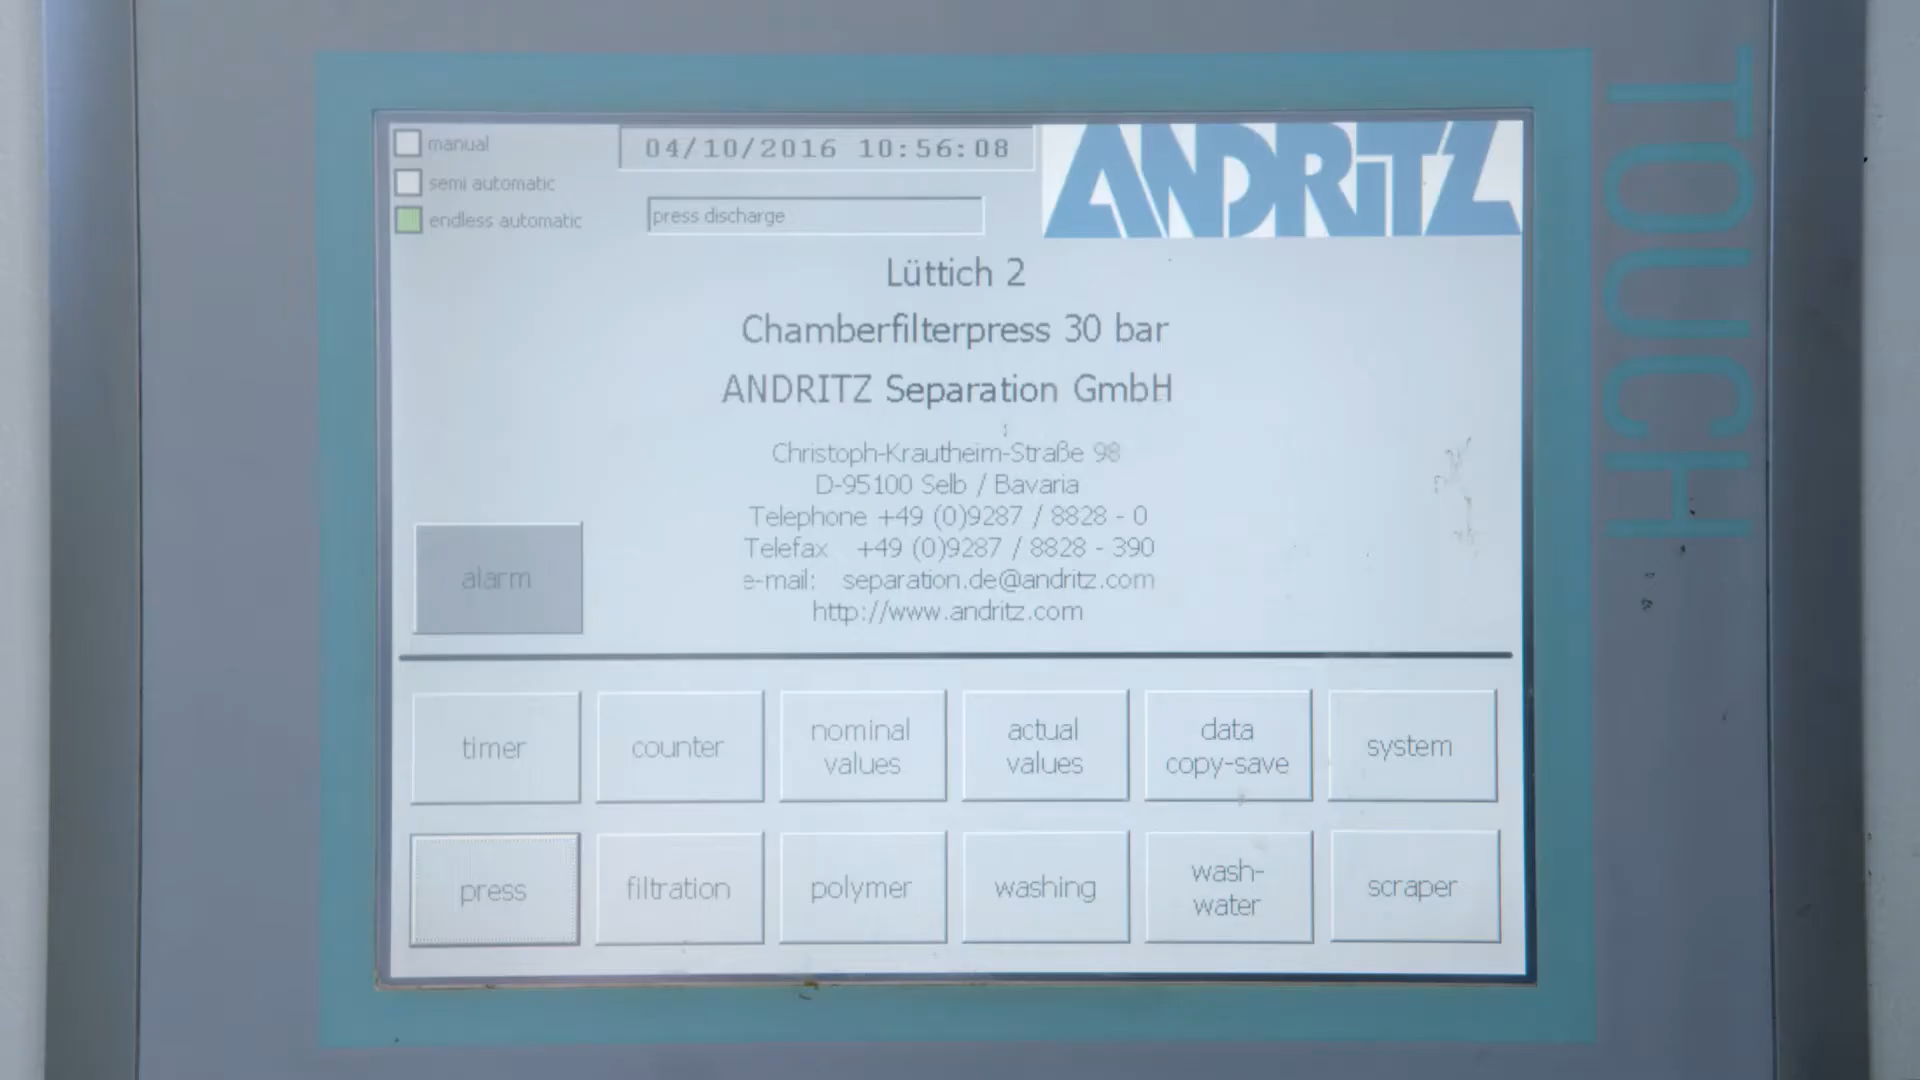 manual
04/10/2016 10:56:08
ANDRITZ
semi automatic
endless automatic
press discharge
Lüttich 2
Chamberfilterpress 30 bar
ANDRITZ Separation GmbH
Christoph-Krautheim-Straße 98
D-95100 Selb / Bavaria
Telephone +49 (0)9287 / 8828 - 0
Telefax +49 (0)9287 / 8828 - 390
e-mail: separation.de@andritz.com
http://www.andritz.com
alarm
timer
counter
nominal
values
actual
values
data
copy-save
system
press
filtration
polymer
washing
wash-
water
scraper
TOUCH